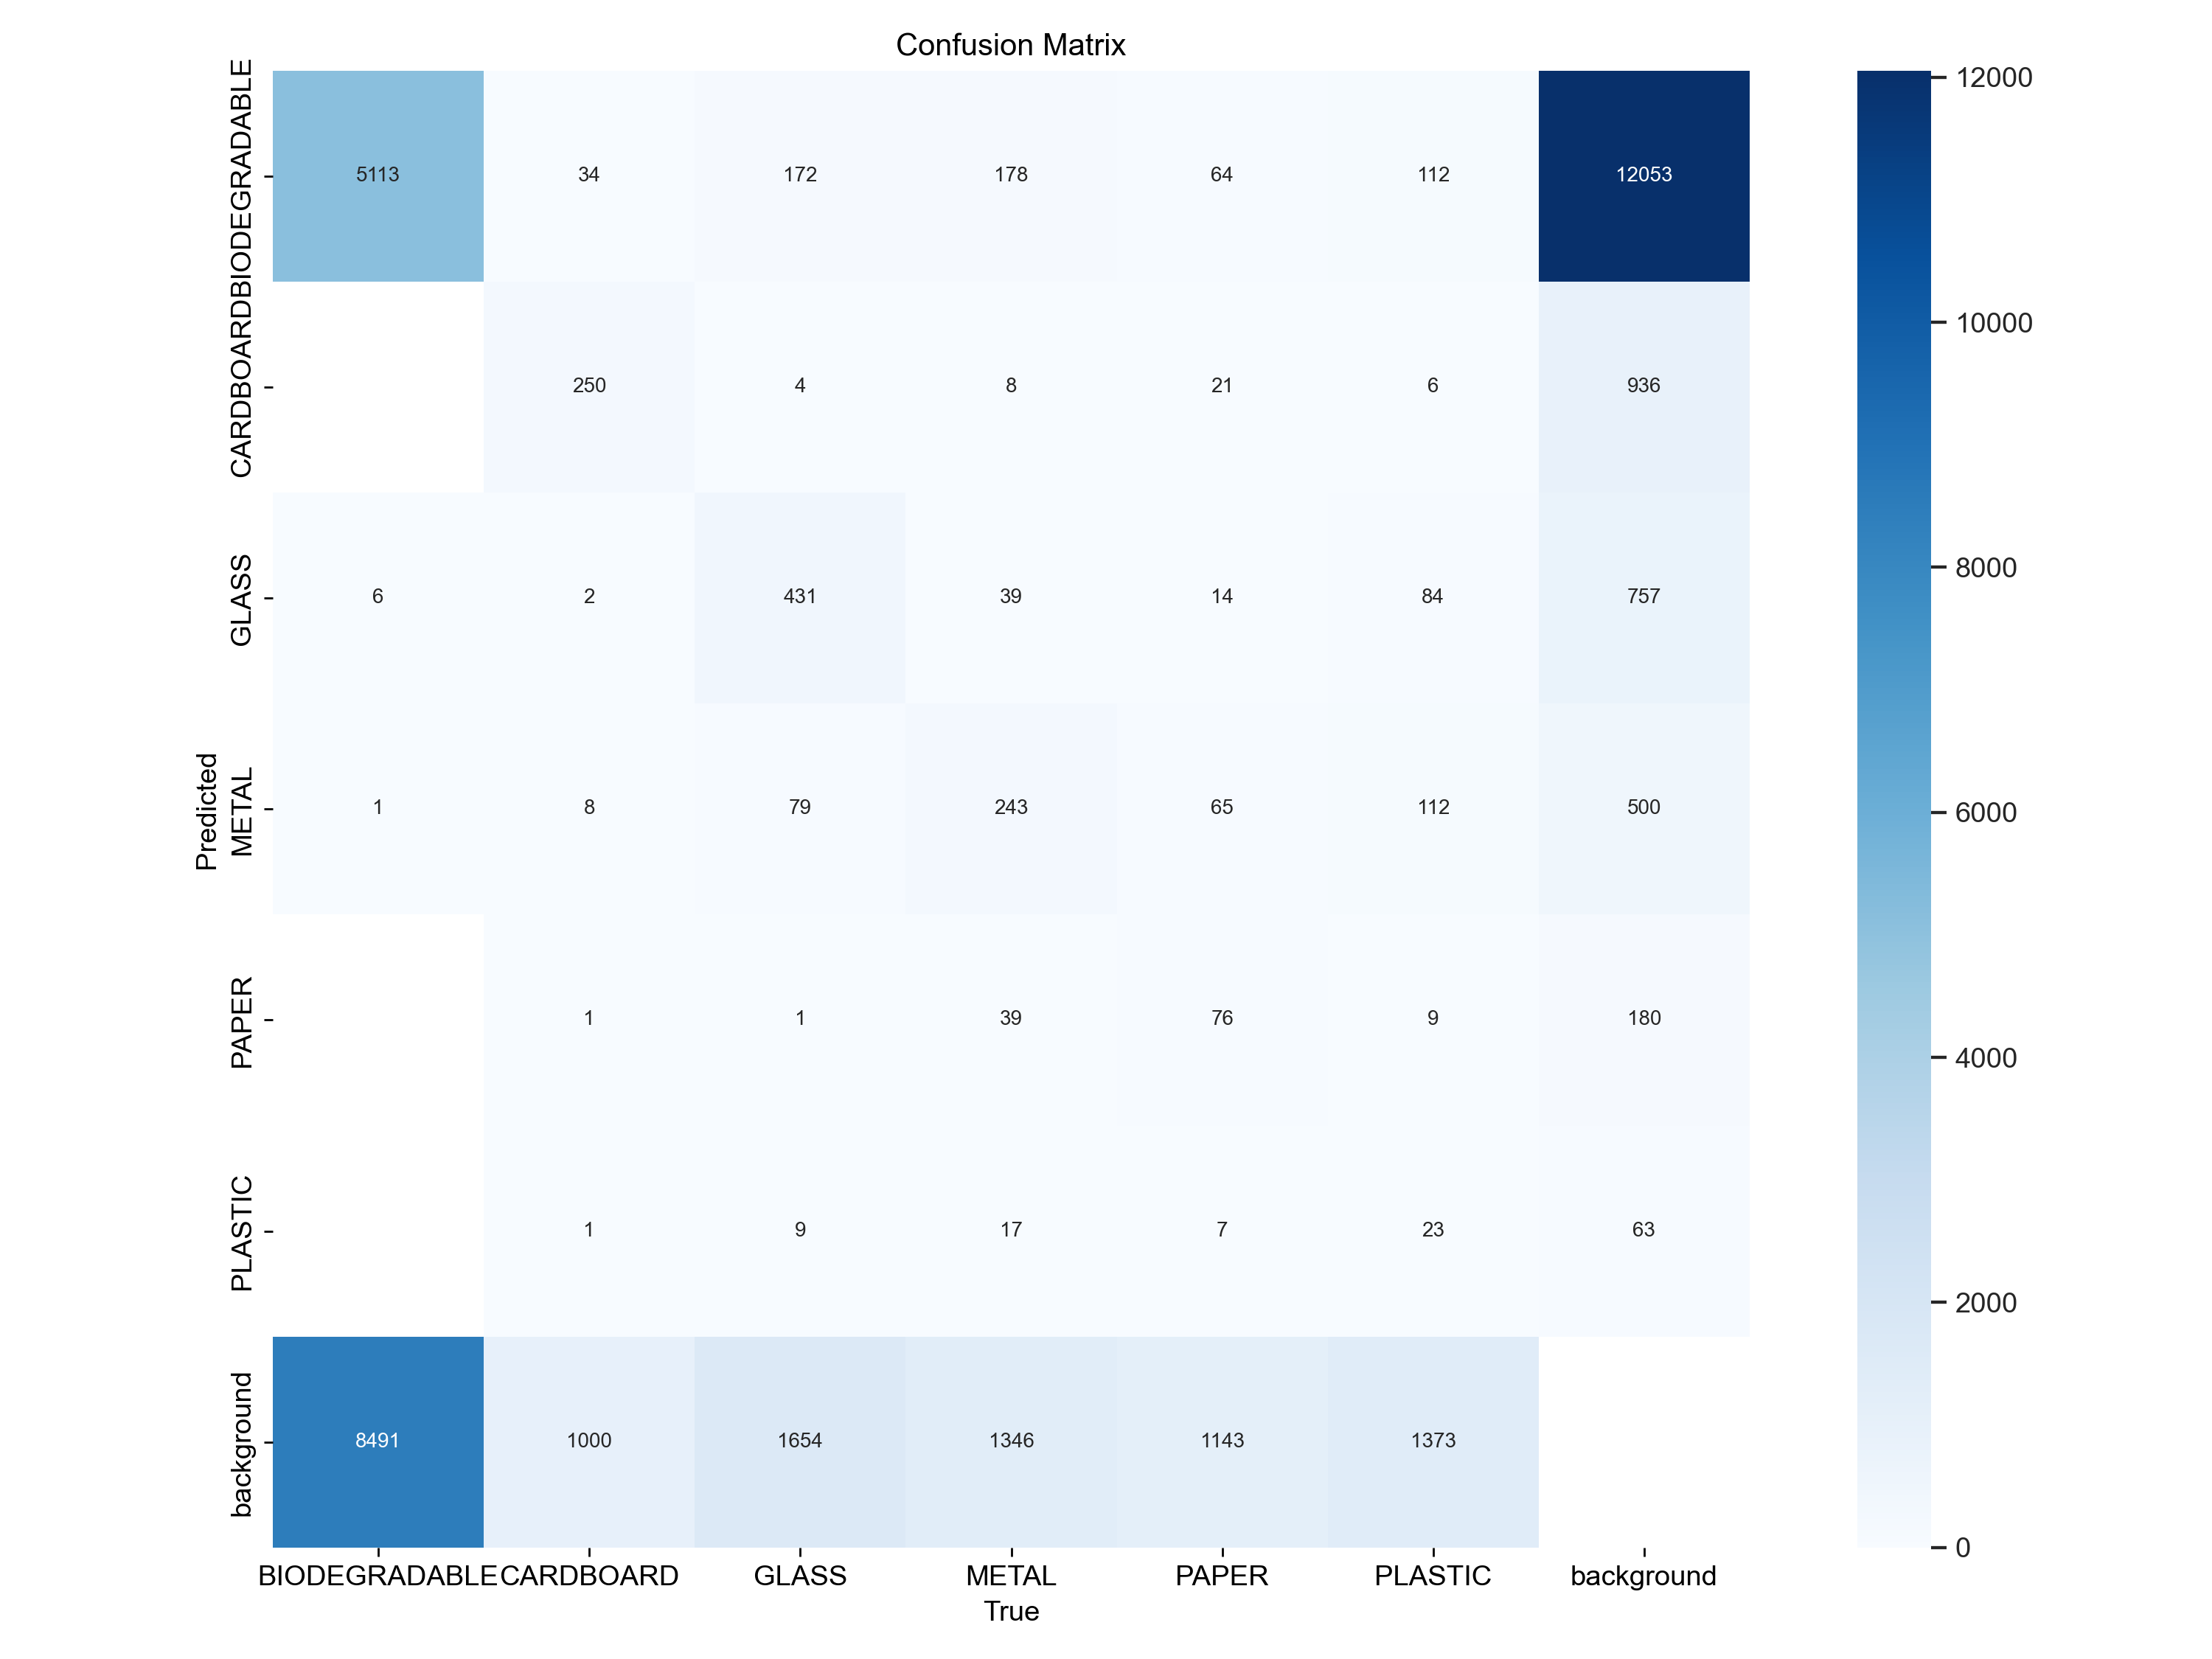 Confusion Matrix
BIODEGRADABLE
5113 34 172 178 64 112 12053
CARDBOARD
250 4 8 21 6 936
GLASS
6 2 431 39 14 84 757
Predicted
METAL
1 8 79 243 65 112 500
PAPER
1 1 39 76 9 180
PLASTIC
1 9 17 7 23 63
background
8491 1000 1654 1346 1143 1373
BIODEGRADABLE CARDBOARD GLASS METAL PAPER PLASTIC background
True
12000
10000
8000
6000
4000
2000
0